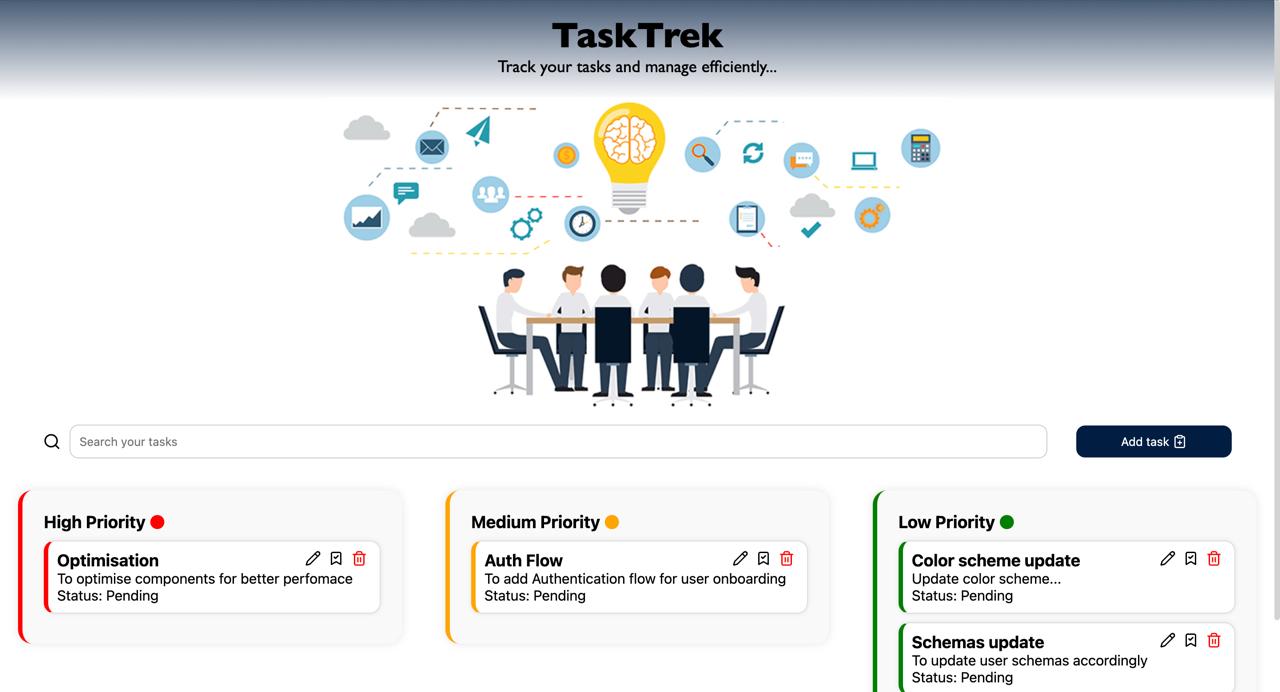 TaskTrek
Track your tasks and manage efficiently...
Search your tasks
Add task
High Priority
Optimisation
To optimise components for better perfomace
Status: Pending
Medium Priority
Auth Flow
To add Authentication flow for user onboarding
Status: Pending
Low Priority
Color scheme update
Update color scheme...
Status: Pending
Schemas update
To update user schemas accordingly
Status: Pending